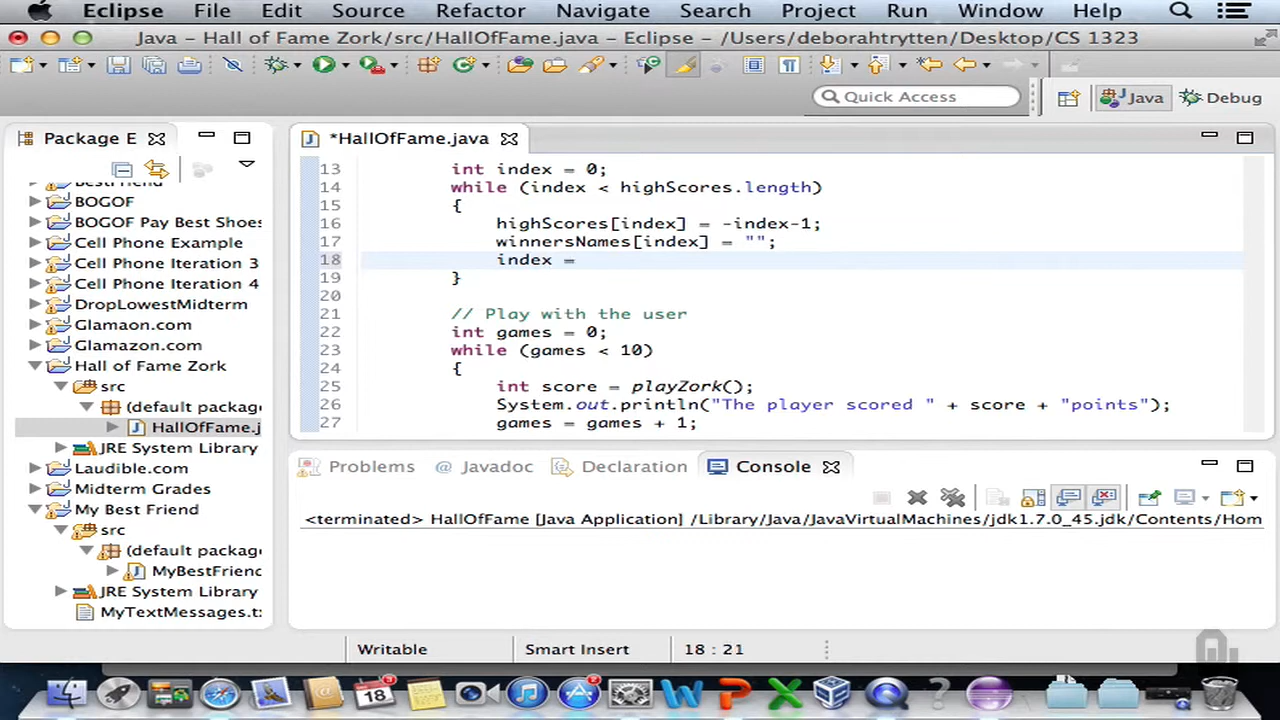 Eclipse File Edit Source Refactor Navigate Search Project Run Window Help
Java - Hall of Fame Zork/src/HallOfFame.java - Eclipse - /Users/deborahtrytten/Desktop/CS 1323
Quick Access
Java
Debug
Package E
BestFriend
BOGOF
BOGOF Pay Best Shoes
Cell Phone Example
Cell Phone Iteration 3
Cell Phone Iteration 4
DropLowestMidterm
Glamaon.com
Glamazon.com
Hall of Fame Zork
src
(default package
HallOfFame.j
JRE System Library
Laudible.com
Midterm Grades
My Best Friend
src
(default package
MyBestFriend
JRE System Library
MyTextMessages.tx
*HallOfFame.java
13 int index = 0;
14 while (index < highScores.length)
15 {
16 highScores[index] = -index-1;
17 winnersNames[index] = "";
18 index =
19 }
20
21 // Play with the user
22 int games = 0;
23 while (games < 10)
24 {
25 int score = playZork();
26 System.out.println("The player scored " + score + "points");
27 games = games + 1;
Problems @ Javadoc Declaration Console
<terminated> HallOfFame [Java Application] /Library/Java/JavaVirtualMachines/jdk1.7.0_45.jdk/Contents/Hom
Writable Smart Insert 18 : 21
18
3
2